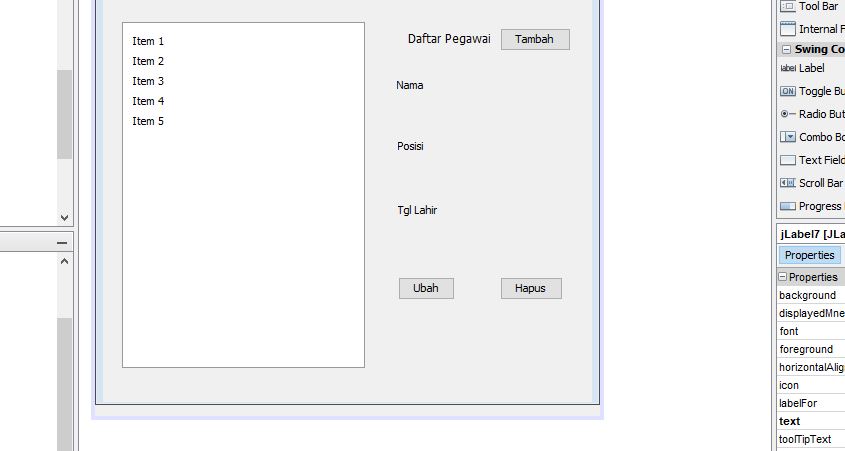 Item 1
Item 2
Item 3
Item 4
Item 5
Daftar Pegawai
Tambah
Nama
Posisi
Tgl Lahir
Ubah
Hapus
Tool Bar
Internal F
Swing Co
label Label
ON Toggle Bu
Radio But
Combo Bo
Text Field
Scroll Bar
Progress
jLabel7 [JLa
Properties
Properties
background
displayedMne
font
foreground
horizontalAlig
icon
labelFor
text
toolTipText